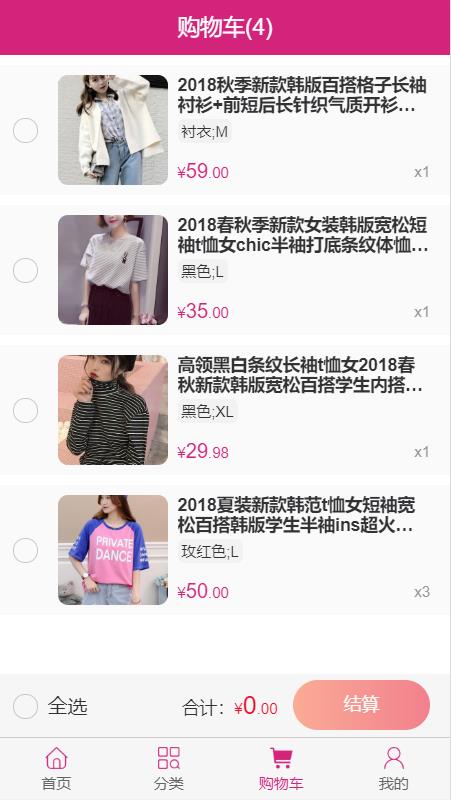 购物车(4)
2018秋季新款韩版百搭格子长袖
衬衫+前短后长针织气质开衫…
衬衣;M
¥59.00
x1
2018春秋季新款女装韩版宽松短
袖t恤女chic半袖打底条纹体恤…
黑色;L
¥35.00
x1
高领黑白条纹长袖t恤女2018春
秋新款韩版宽松百搭学生内搭…
黑色;XL
¥29.98
x1
PRIVATE
DANCE
2018夏装新款韩范t恤女短袖宽
松百搭韩版学生半袖ins超火…
玫红色;L
¥50.00
x3
全选
合计：¥0.00
结算
首页
分类
购物车
我的